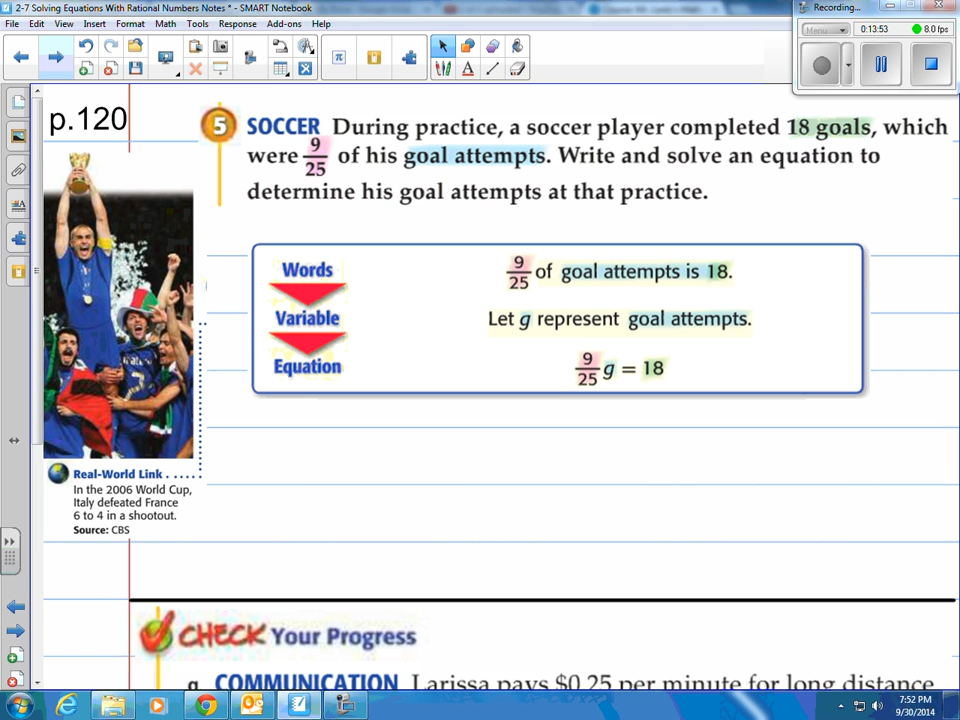 2-7 Solving Equations With Rational Numbers Notes * - SMART Notebook
Recording...
File Edit View Insert Format Math Tools Response Add-ons Help
Menu
0:13:53
8.0 fps
p.120
5 SOCCER During practice, a soccer player completed 18 goals, which
were 9/25 of his goal attempts. Write and solve an equation to
determine his goal attempts at that practice.
Words 9/25 of goal attempts is 18.
Variable Let g represent goal attempts.
Equation 9/25 g = 18
Real-World Link . . . . .
In the 2006 World Cup,
Italy defeated France
6 to 4 in a shootout.
Source: CBS
CHECK Your Progress
a. COMMUNICATION Larissa pays $0.25 per minute for long distance
7:52 PM
9/30/2014